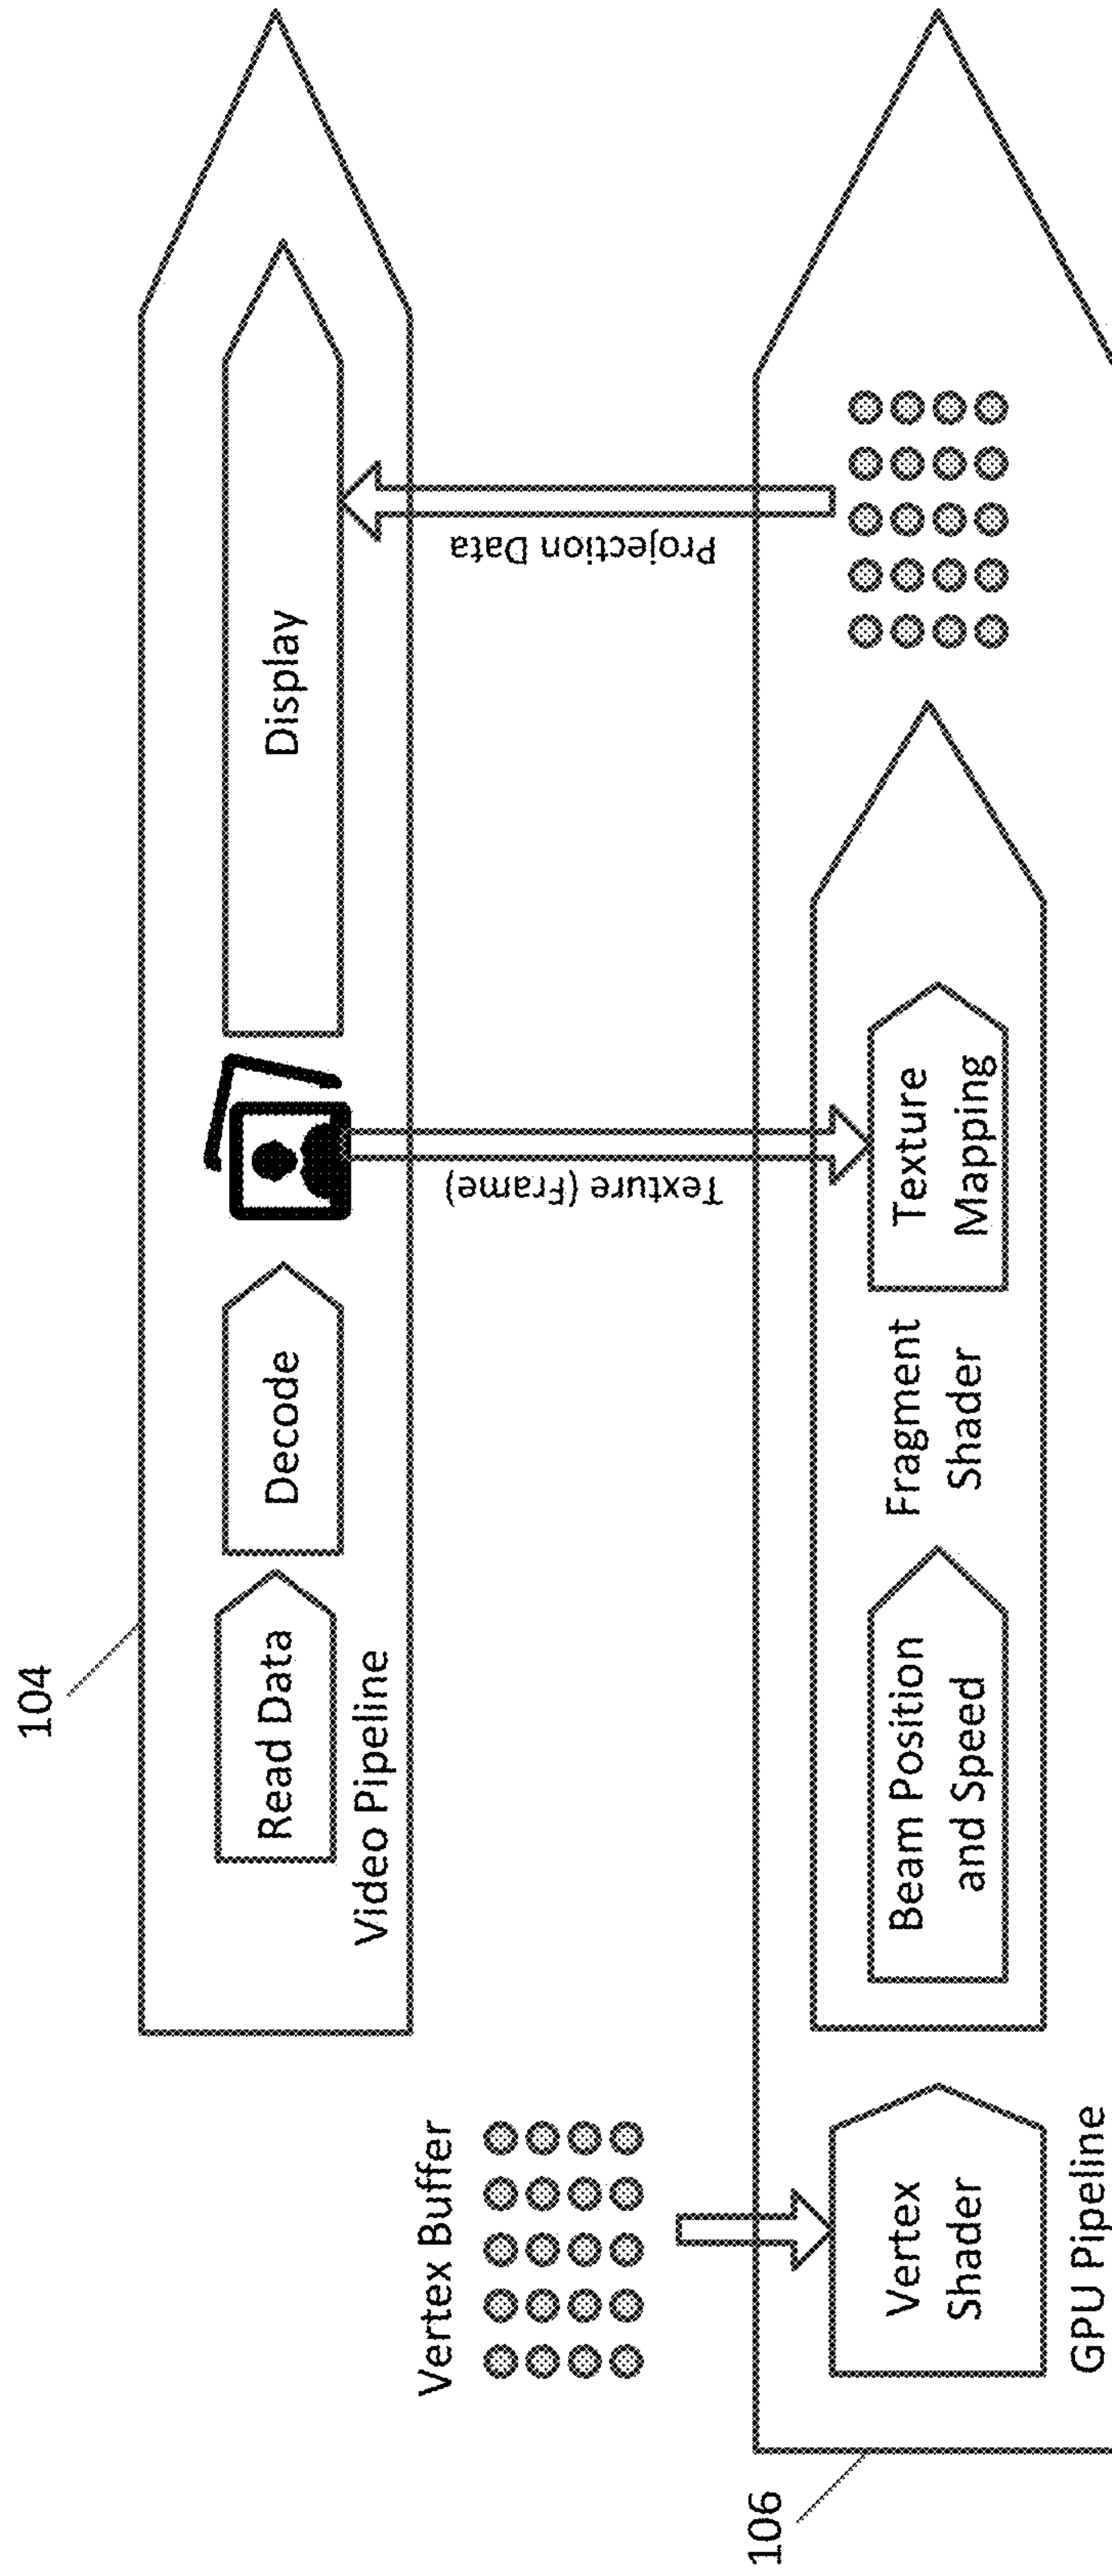 104
Read Data
Decode
Display
Video Pipeline
Vertex Buffer
Texture (Frame)
Projection Data
106
Vertex
Shader
Beam Position
and Speed
Fragment
Shader
Texture
Mapping
GPU Pipeline